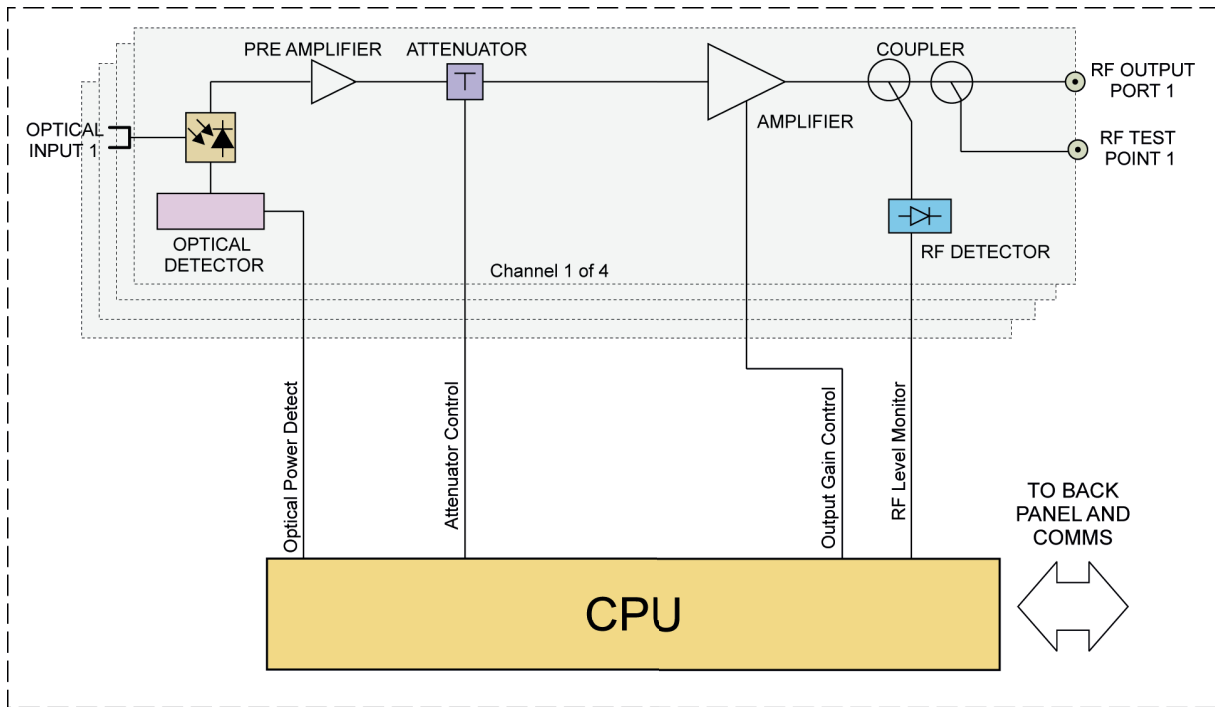 PRE AMPLIFIER
ATTENUATOR
COUPLER
RF OUTPUT
PORT 1
OPTICAL
INPUT 1
AMPLIFIER
RF TEST
POINT 1
OPTICAL
DETECTOR
RF DETECTOR
Channel 1 of 4
Optical Power Detect
Attenuator Control
Output Gain Control
RF Level Monitor
TO BACK
PANEL AND
COMMS
CPU